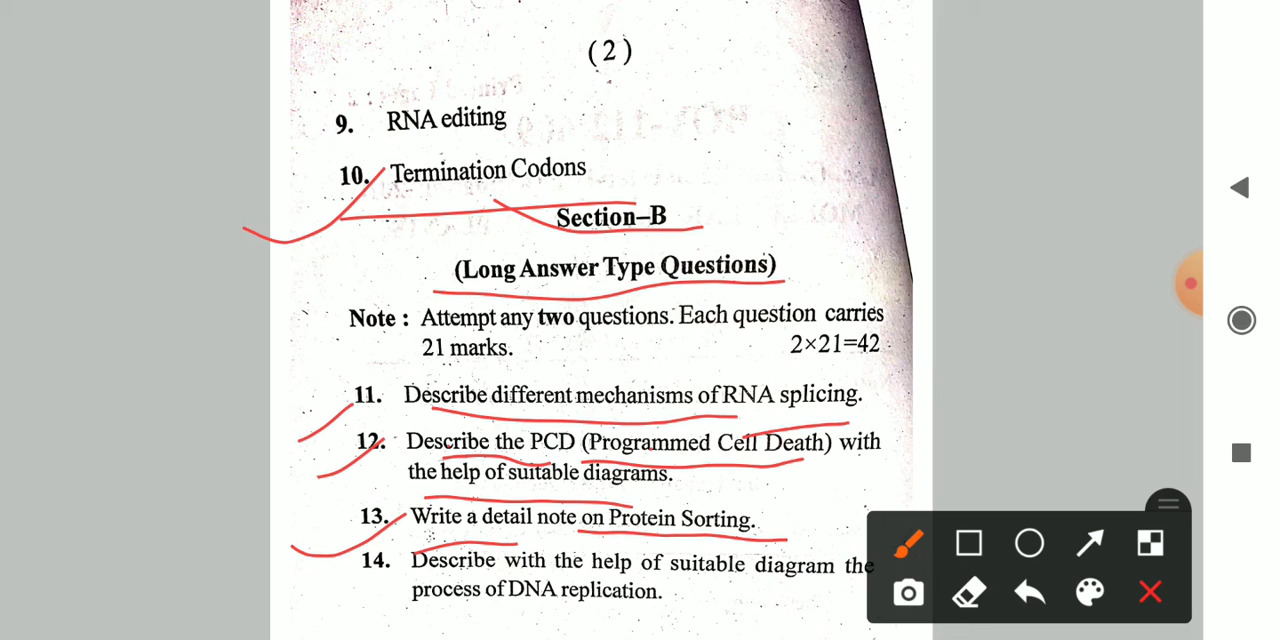 (2)
9. RNA editing
10. Termination Codons
Section–B
(Long Answer Type Questions)
Note : Attempt any two questions. Each question carries
21 marks. 2×21=42
11. Describe different mechanisms of RNA splicing.
12. Describe the PCD (Programmed Cell Death) with
the help of suitable diagrams.
13. Write a detail note on Protein Sorting.
14. Describe with the help of suitable diagram the
process of DNA replication.